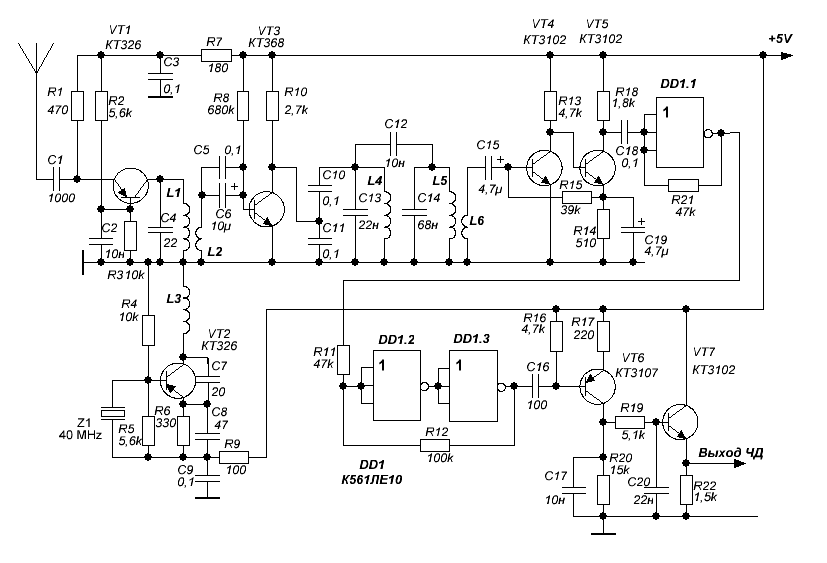 VT1
КТ326
R7
180
VT3
КТ368
VT4
КТ3102
VT5
КТ3102
+5V
C3
0,1
R1
470
R2
5,6k
R8
680k
R10
2,7k
R13
4,7k
R18
1,8k
DD1.1
1
C12
10н
C1
1000
C5
0,1
C6
+
10μ
L1
C4
22
L2
C10
0,1
C11
0,1
L4
C13
22н
C14
68н
L5
L6
C15
+
4,7μ
R15
39k
C18
0,1
R21
47k
R14
510
+
C19
4,7μ
C2
10н
R3
10k
R4
10k
L3
VT2
КТ326
C7
20
Z1
40 MHz
R5
5,6k
R6
330
C8
47
R9
100
C9
0,1
R11
47k
DD1.2
1
DD1.3
1
R12
100k
DD1
К561ЛЕ10
C16
100
R16
4,7k
R17
220
VT6
КТ3107
VT7
КТ3102
R19
5,1k
Выход ЧД
C17
10н
R20
15k
C20
22н
R22
1,5k